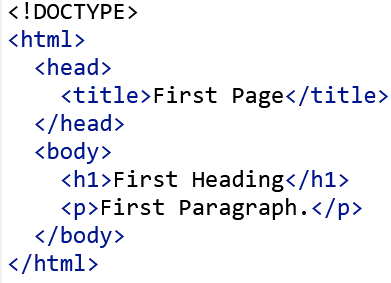 <!DOCTYPE>
<html>
<head>
<title>First Page</title>
</head>
<body>
<h1>First Heading</h1>
<p>First Paragraph.</p>
</body>
</html>